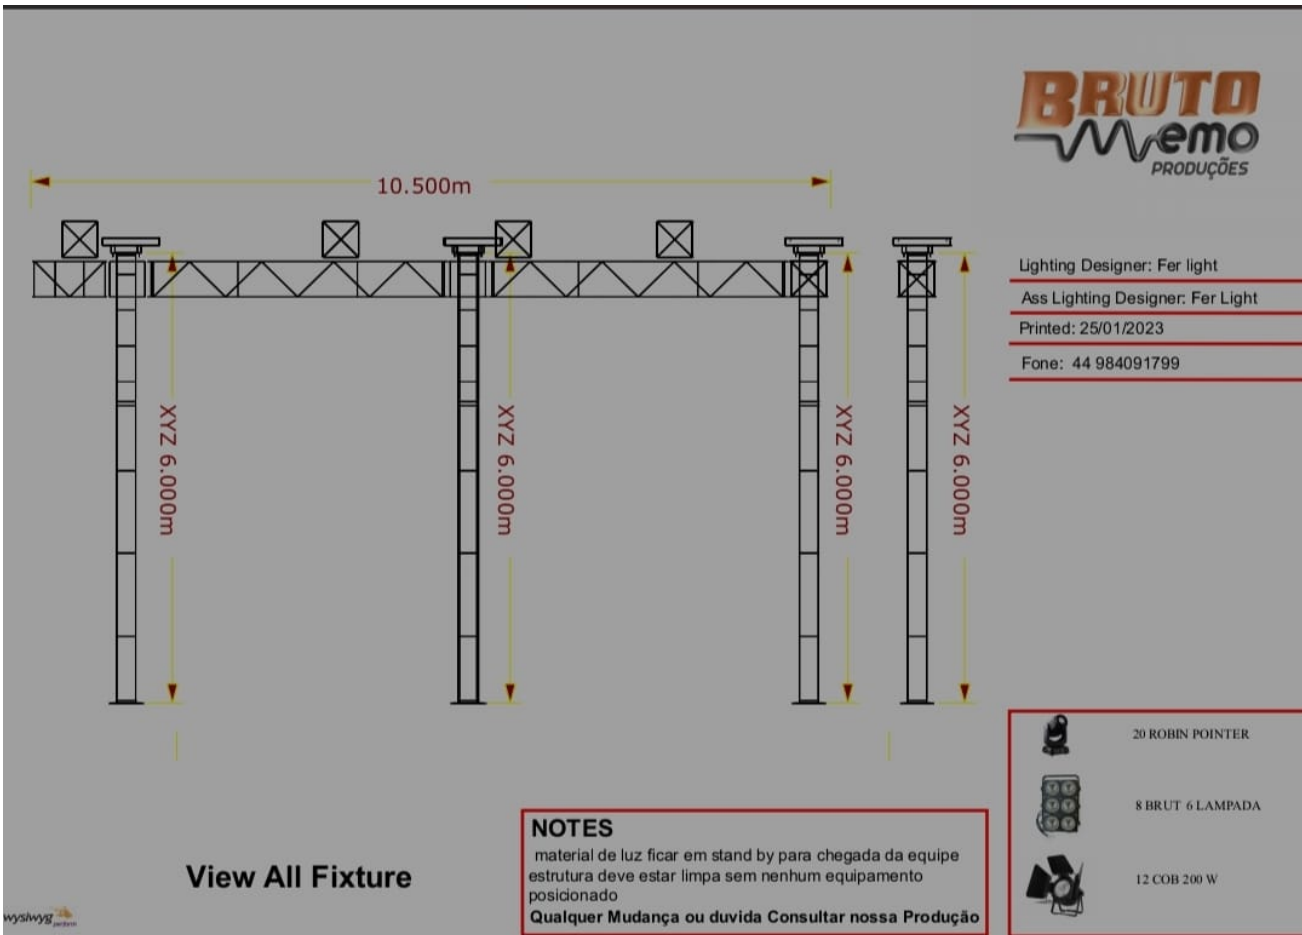 BRUTO
Memo
PRODUÇÕES
10.500m
Lighting Designer: Fer light
Ass Lighting Designer: Fer Light
Printed: 25/01/2023
Fone: 44 984091799
XYZ 6.000m
XYZ 6.000m
XYZ 6.000m
XYZ 6.000m
20 ROBIN POINTER
8 BRUT 6 LAMPADA
12 COB 200 W
NOTES
material de luz ficar em stand by para chegada da equipe
estrutura deve estar limpa sem nenhum equipamento
posicionado
Qualquer Mudança ou duvida Consultar nossa Produção
View All Fixture
wysiwyg
perform